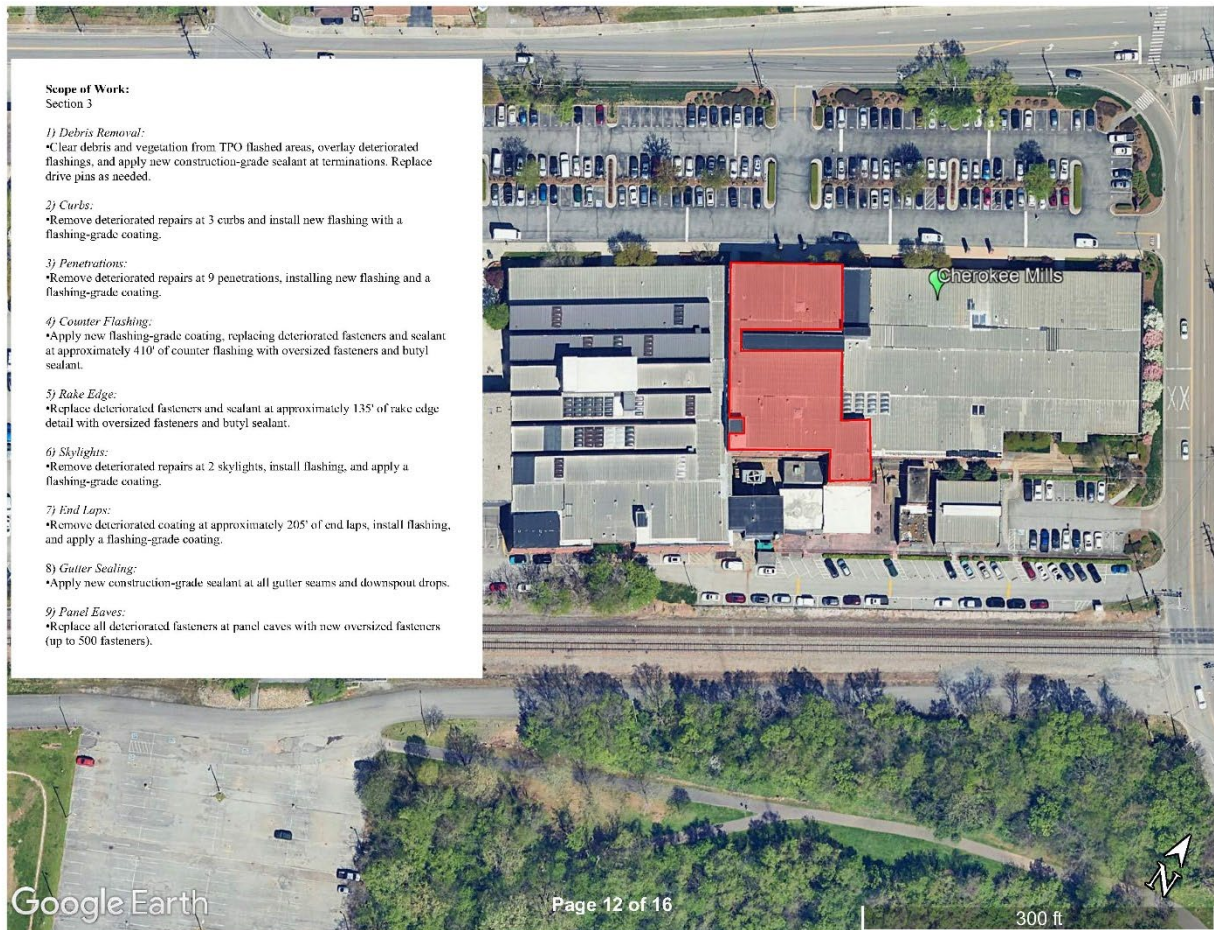 Scope of Work:
Section 3
1) Debris Removal:
•Clear debris and vegetation from TPO flashed areas, overlay deteriorated
flashings, and apply new construction-grade sealant at terminations. Replace
drive pins as needed.
2) Curbs:
•Remove deteriorated repairs at 3 curbs and install new flashing with a
flashing-grade coating.
3) Penetrations:
•Remove deteriorated repairs at 9 penetrations, installing new flashing and a
flashing-grade coating.
4) Counter Flashing:
•Apply new flashing-grade coating, replacing deteriorated fasteners and sealant
at approximately 410' of counter flashing with oversized fasteners and butyl
sealant.
5) Rake Edge:
•Replace deteriorated fasteners and sealant at approximately 135' of rake edge
detail with oversized fasteners and butyl sealant.
6) Skylights:
•Remove deteriorated repairs at 2 skylights, install flashing, and apply a
flashing-grade coating.
7) End Laps:
•Remove deteriorated coating at approximately 205' of end laps, install flashing,
and apply a flashing-grade coating.
8) Gutter Sealing:
•Apply new construction-grade sealant at all gutter seams and downspout drops.
9) Panel Eaves:
•Replace all deteriorated fasteners at panel eaves with new oversized fasteners
(up to 500 fasteners).
Cherokee Mills
Google Earth
Page 12 of 16
N
300 ft